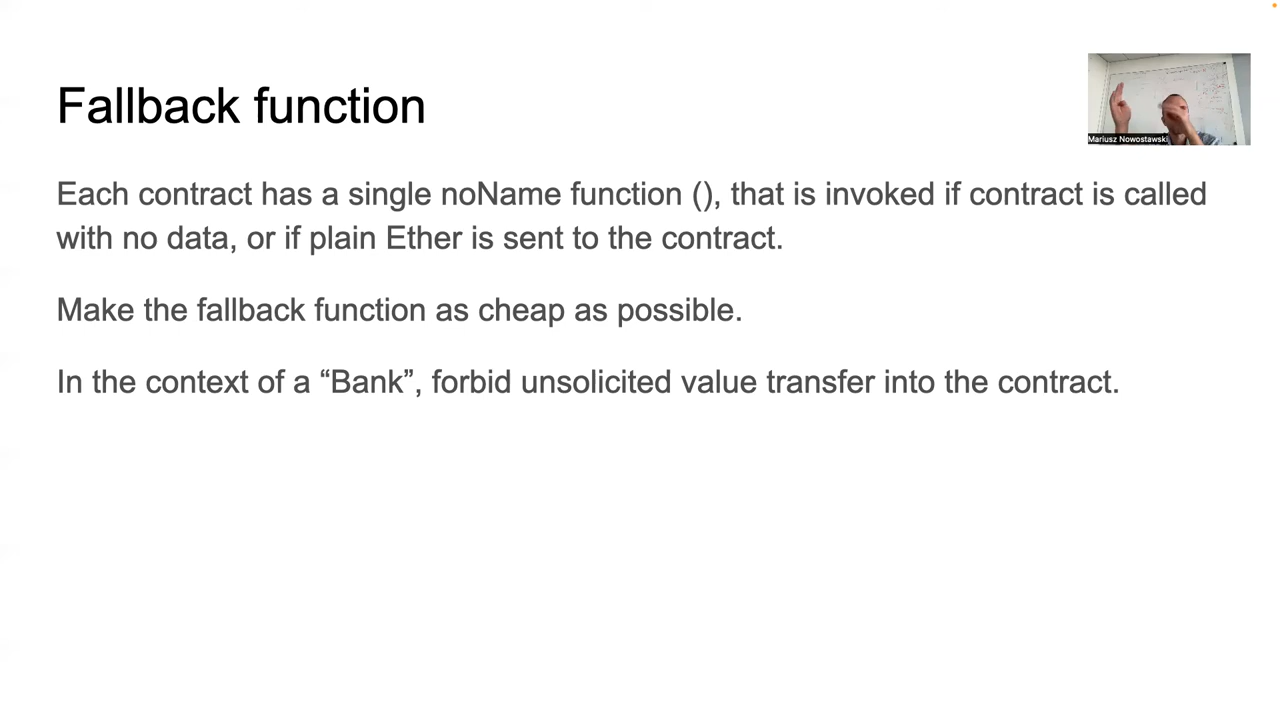 Fallback function
Mariusz Nowostawski
Each contract has a single noName function (), that is invoked if contract is called
with no data, or if plain Ether is sent to the contract.
Make the fallback function as cheap as possible.
In the context of a “Bank”, forbid unsolicited value transfer into the contract.